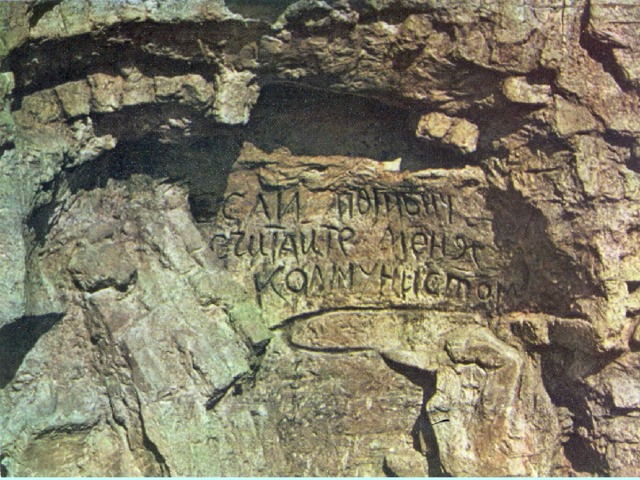 ЕСЛИ погибну
считайте меня
коммунистом